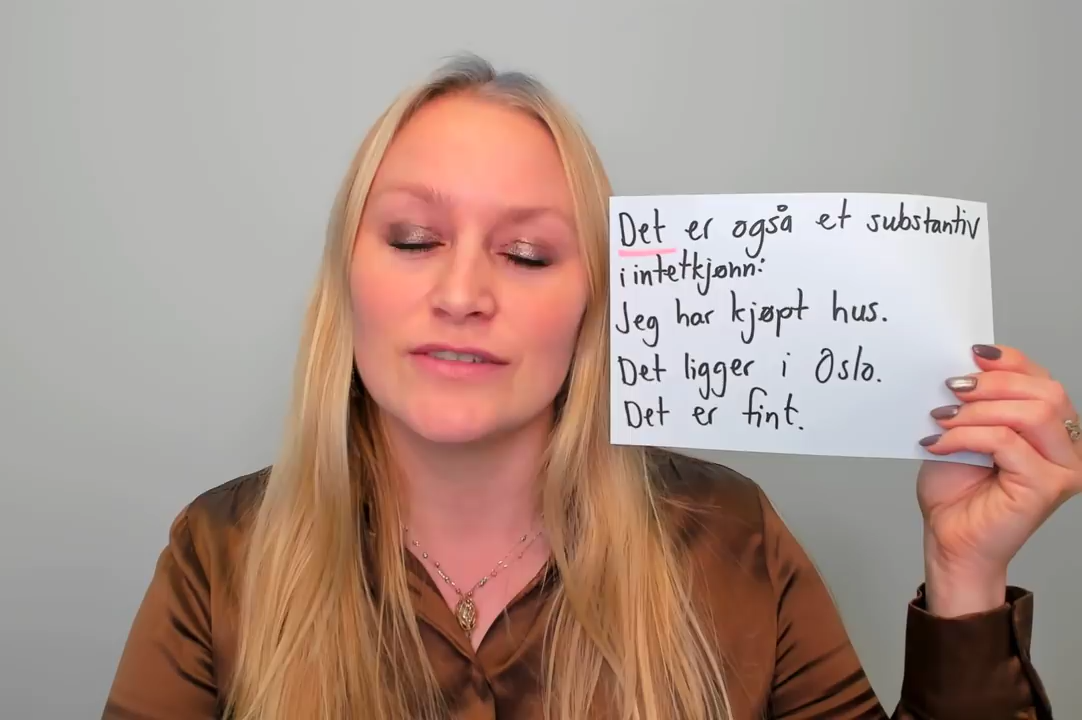 Det er også et substantiv
i intetkjønn:
Jeg har kjøpt hus.
Det ligger i Oslo.
Det er fint.